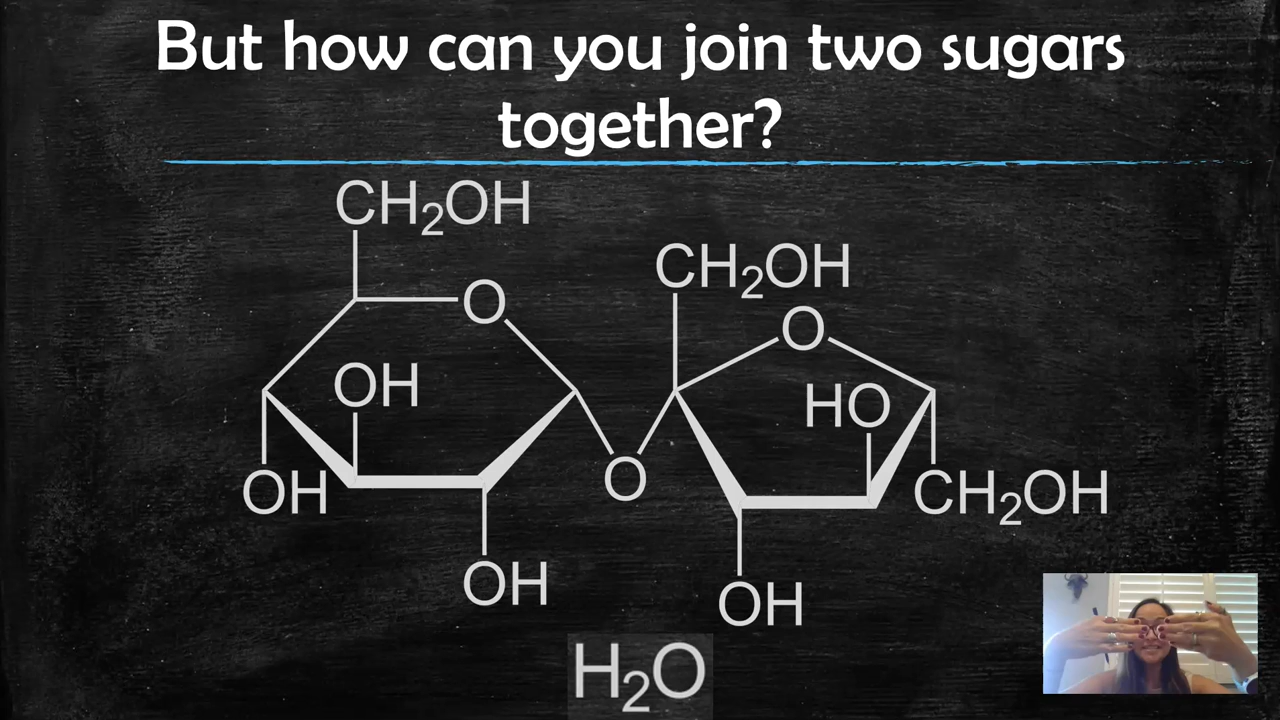 But how can you join two sugars
together?
CH₂OH
CH₂OH
O
O
OH
HO
O
OH
CH₂OH
OH
OH
H₂O